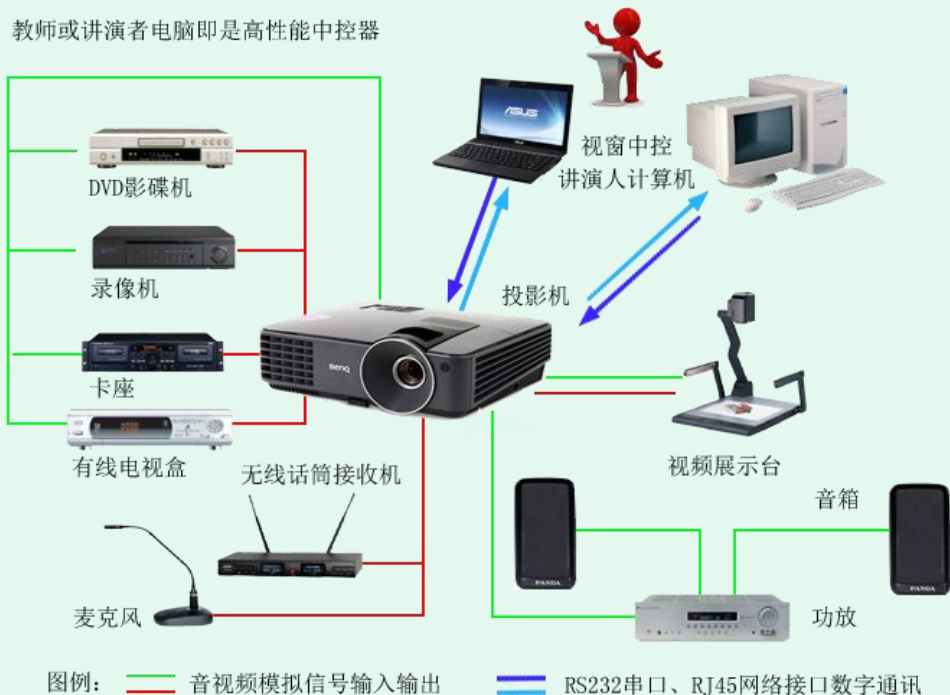 教师或讲演者电脑即是高性能中控器
ASUS
视窗中控
讲演人计算机
DVD影碟机
录像机
投影机
BenQ
卡座
有线电视盒
无线话筒接收机
视频展示台
音箱
PANDA
PANDA
麦克风
功放
图例: 音视频模拟信号输入输出 RS232串口、RJ45网络接口数字通讯